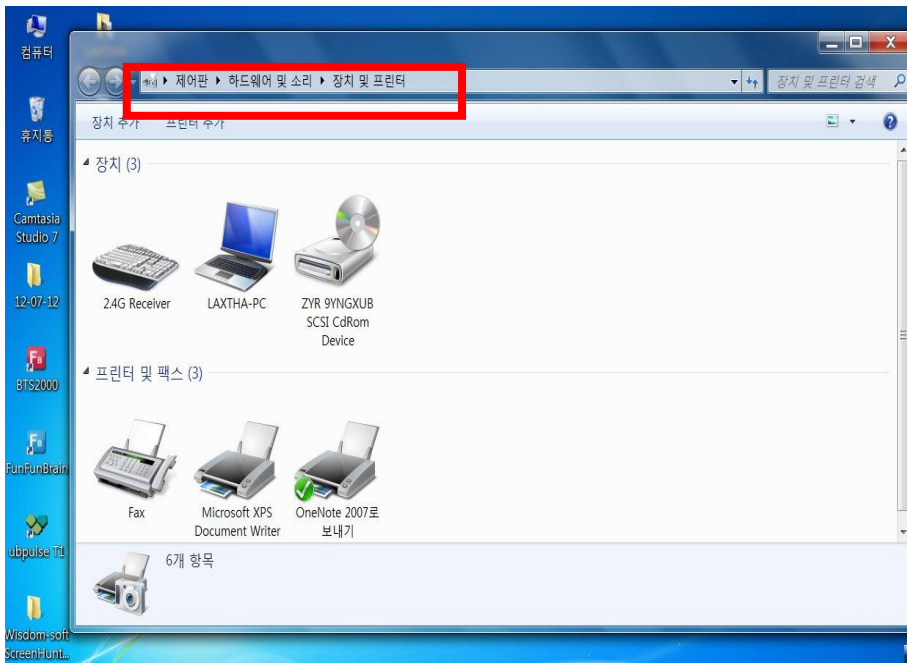 컴퓨터
휴지통
Camtasia
Studio 7
12-07-12
BTS2000
FunFunBrain
ubpulse T1
Wisdom-soft
ScreenHunt...
제어판 하드웨어 및 소리 장치 및 프린터
장치 및 프린터 검색
장치 추가 프린터 추가
장치 (3)
2.4G Receiver
LAXTHA-PC
ZYR 9YNGXUB
SCSI CdRom
Device
프린터 및 팩스 (3)
Fax
Microsoft XPS
Document Writer
OneNote 2007로
보내기
6개 항목